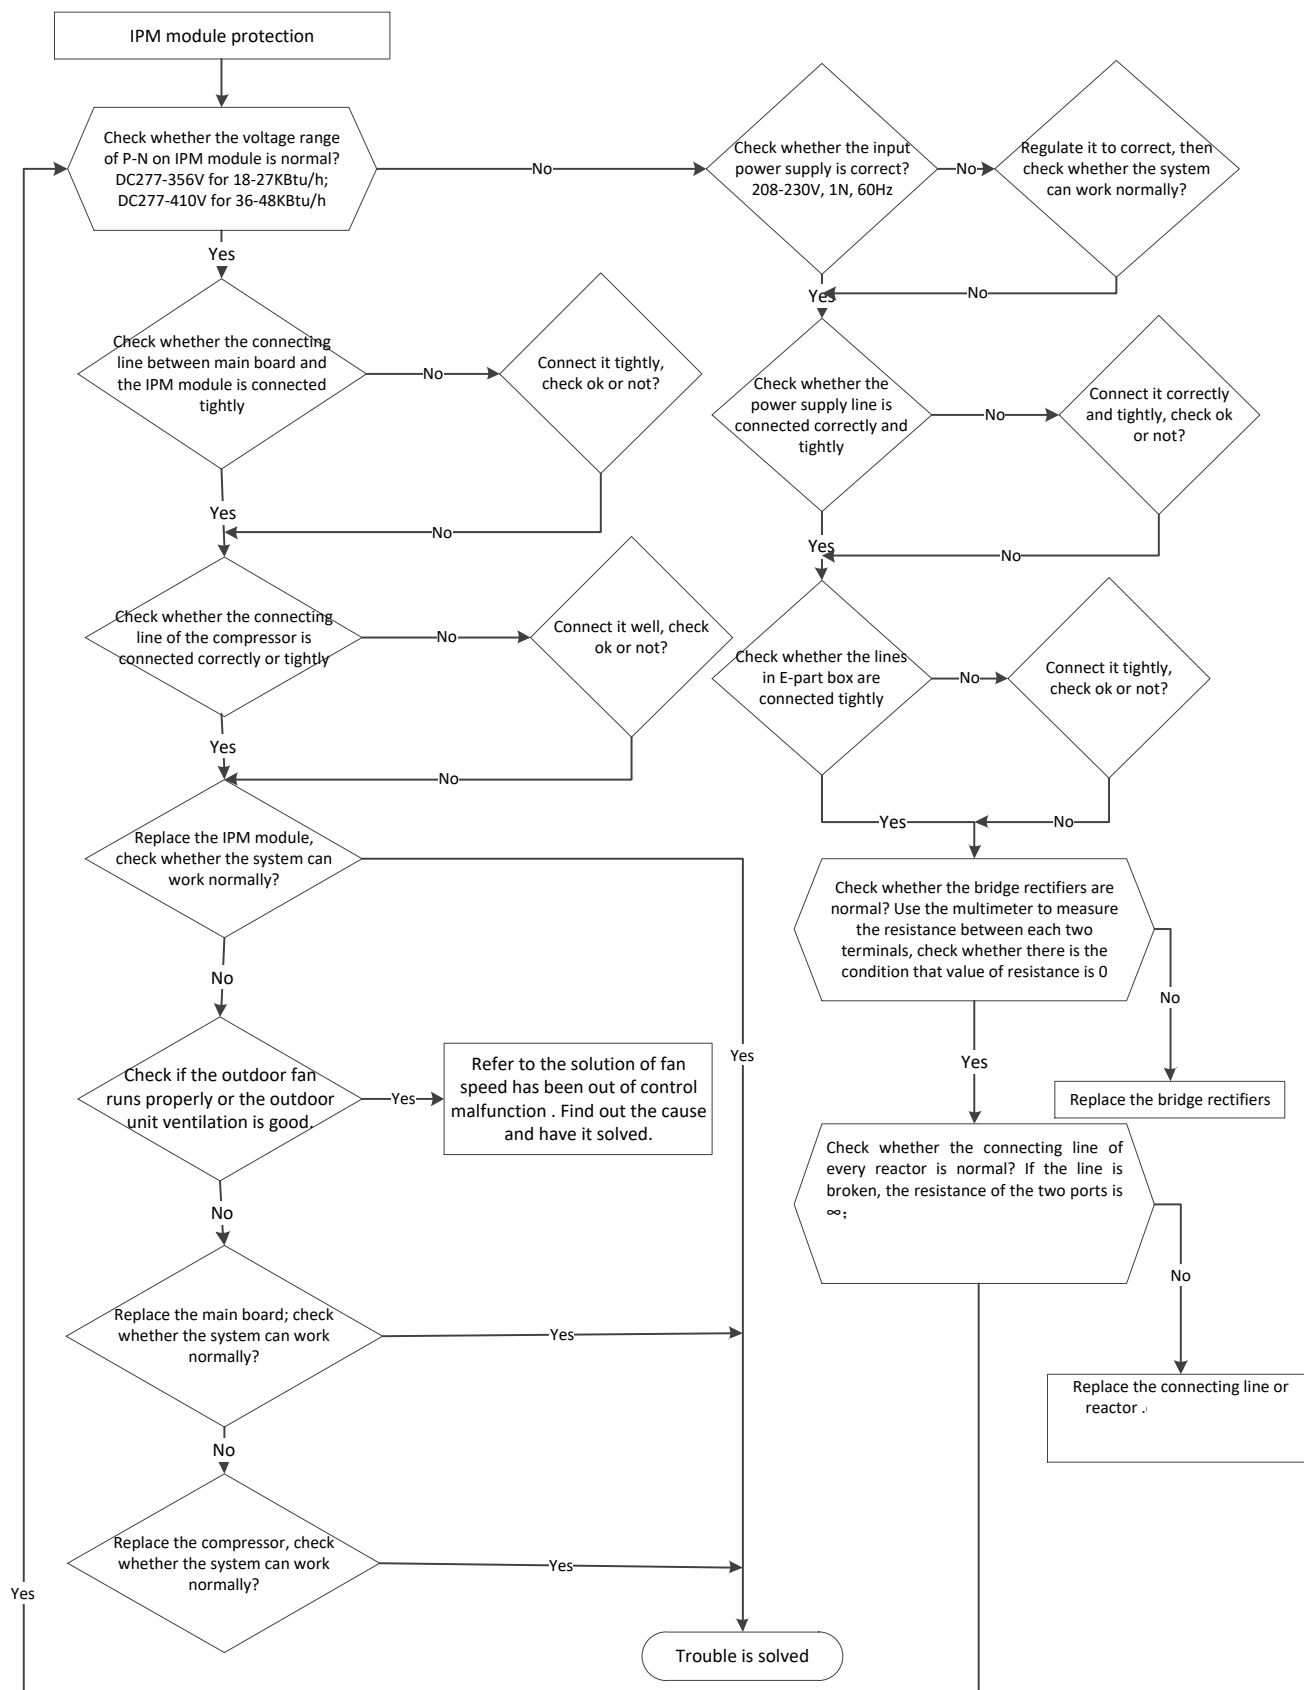 IPM module protection
Check whether the voltage range
of P-N on IPM module is normal?
DC277-356V for 18-27KBtu/h;
DC277-410V for 36-48KBtu/h
No
Check whether the input
power supply is correct?
208-230V, 1N, 60Hz
No
Regulate it to correct, then
check whether the system
can work normally?
Yes
No
Yes
Check whether the connecting
line between main board and
the IPM module is connected
tightly
No
Connect it tightly,
check ok or not?
Check whether the
power supply line is
connected correctly and
tightly
No
Connect it correctly
and tightly, check ok
or not?
Yes
No
Yes
No
Check whether the connecting
line of the compressor is
connected correctly or tightly
No
Connect it well, check
ok or not?
Check whether the lines
in E-part box are
connected tightly
No
Connect it tightly,
check ok or not?
Yes
No
Yes
No
Replace the IPM module,
check whether the system can
work normally?
Check whether the bridge rectifiers are
normal? Use the multimeter to measure
the resistance between each two
terminals, check whether there is the
condition that value of resistance is 0
No
No
Yes
Yes
Check if the outdoor fan
runs properly or the outdoor
unit ventilation is good.
Yes
Refer to the solution of fan
speed has been out of control
malfunction . Find out the cause
and have it solved.
Replace the bridge rectifiers
Check whether the connecting line of
every reactor is normal? If the line is
broken, the resistance of the two ports is
∞;
No
No
Replace the main board; check
whether the system can work
normally?
Yes
Replace the connecting line or
reactor .
No
Replace the compressor, check
whether the system can work
normally?
Yes
Yes
Trouble is solved